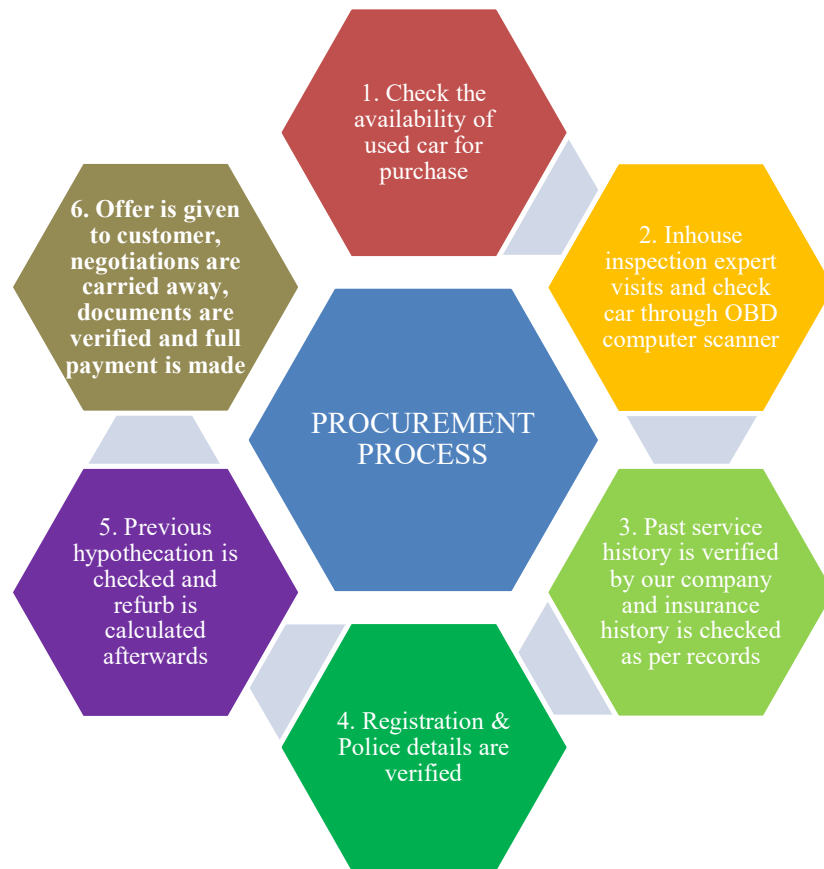 1. Check the
availability of
used car for
purchase
2. Inhouse
inspection expert
visits and check
car through OBD
computer scanner
3. Past service
history is verified
by our company
and insurance
history is checked
as per records
4. Registration &
Police details are
verified
5. Previous
hypothecation is
checked and
refurb is
calculated
afterwards
6. Offer is given
to customer,
negotiations are
carried away,
documents are
verified and full
payment is made
PROCUREMENT
PROCESS